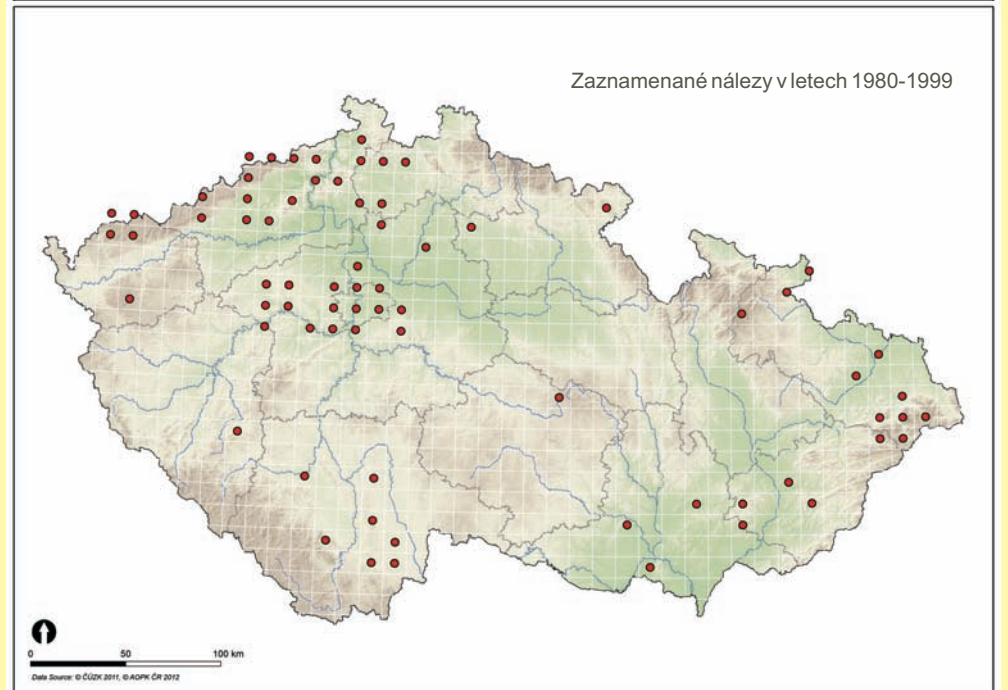 Zaznamenané nálezy v letech 1980-1999
0 50 100 km
Data Source: © ČÚZK 2011, © AOPK ČR 2012